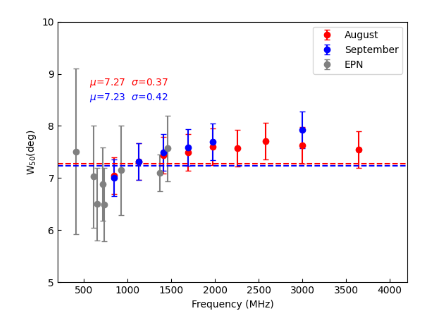 10
9
8
7
6
5
W50(deg)
μ=7.27 σ=0.37
μ=7.23 σ=0.42
August
September
EPN
500 1000 1500 2000 2500 3000 3500 4000
Frequency (MHz)